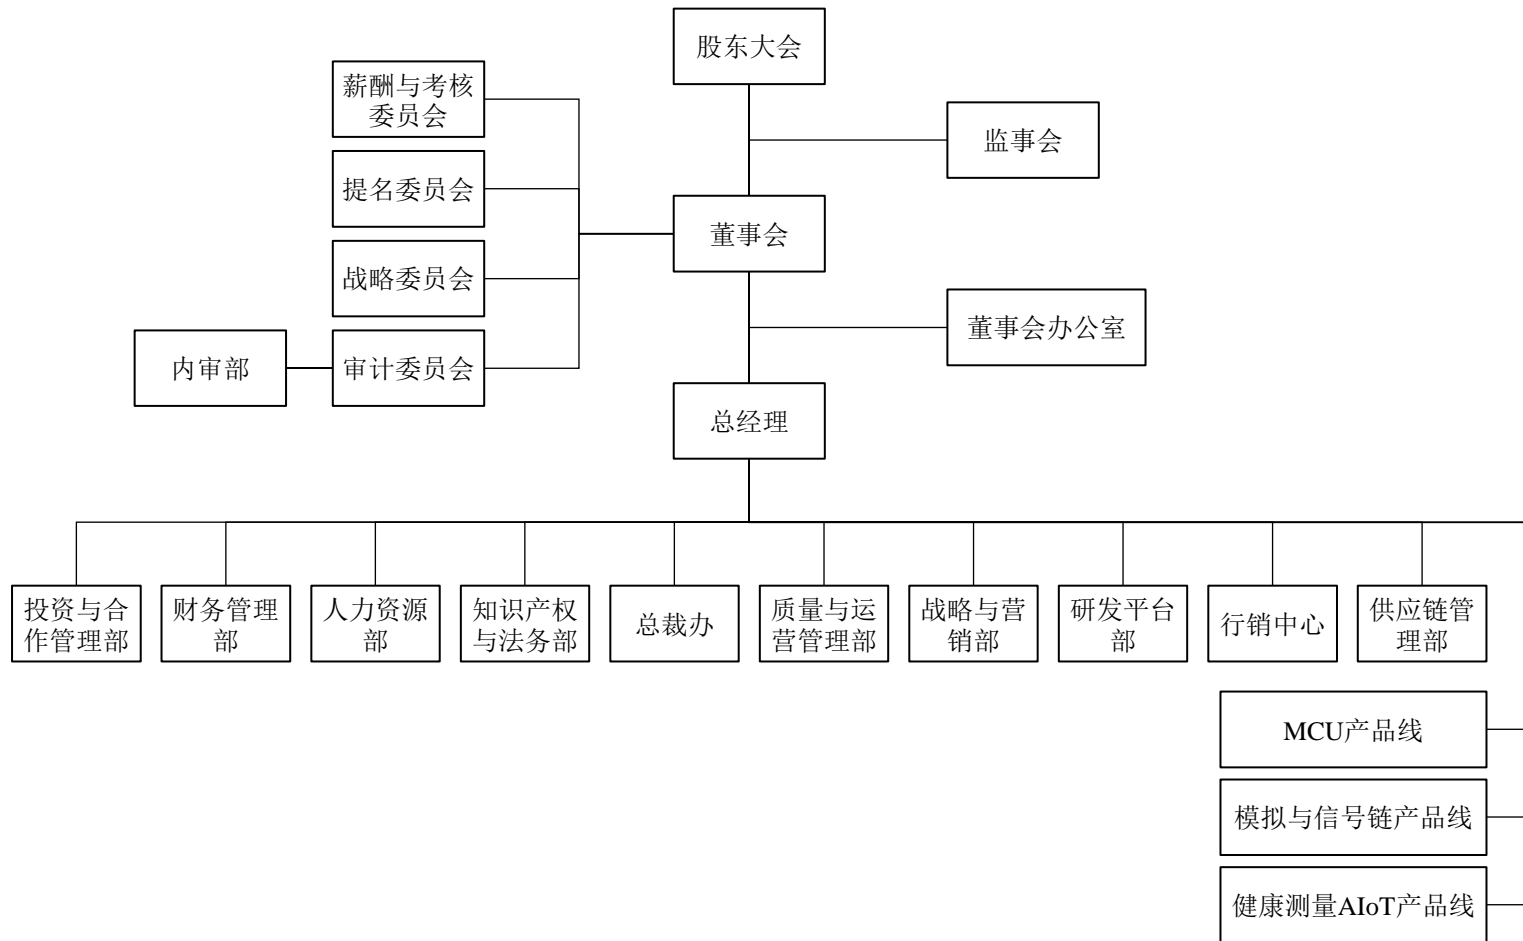 股东大会
薪酬与考核
委员会
监事会
提名委员会
董事会
战略委员会
董事会办公室
内审部
审计委员会
总经理
投资与合
作管理部
财务管理
部
人力资源
部
知识产权
与法务部
总裁办
质量与运
营管理部
战略与营
销部
研发平台
部
行销中心
供应链管
理部
MCU产品线
模拟与信号链产品线
健康测量AIoT产品线